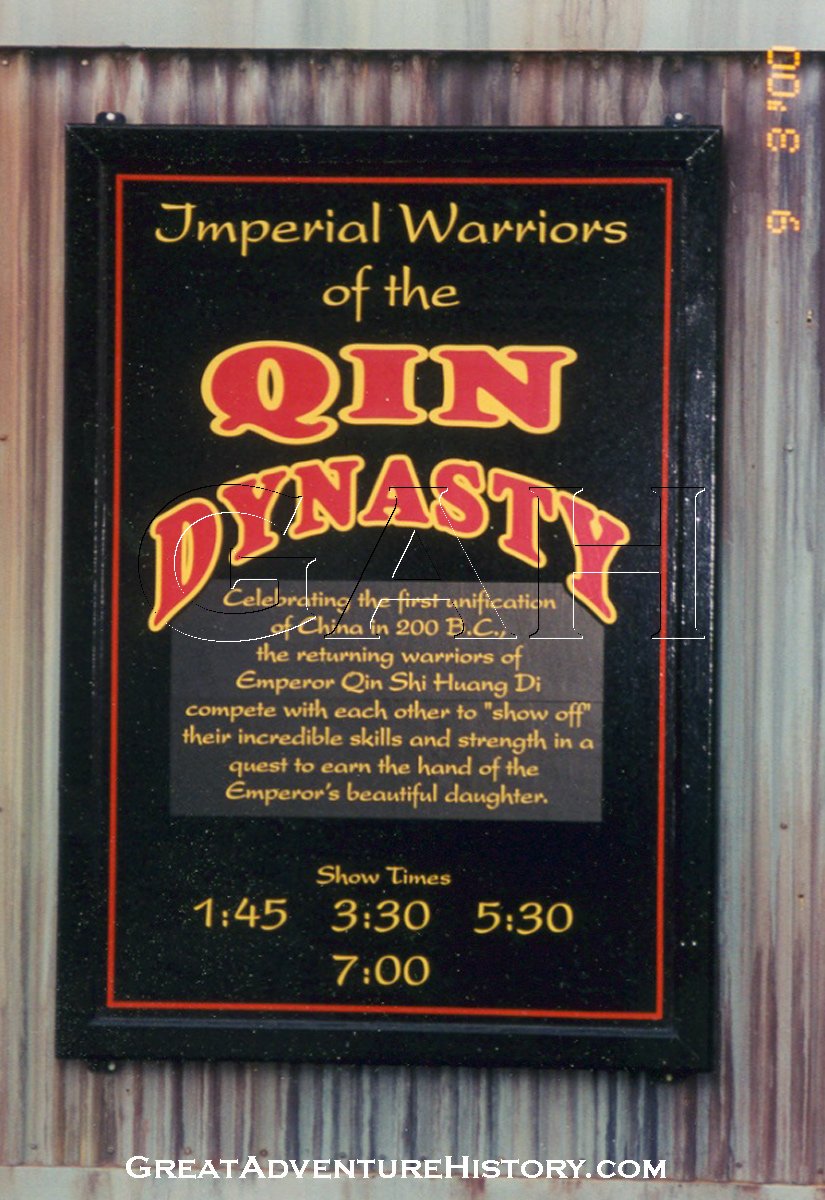 Imperial Warriors
of the
QIN
DYNASTY
Celebrating the first unification
of China in 200 B.C.,
the returning warriors of
Emperor Qin Shi Huang Di
compete with each other to "show off"
their incredible skills and strength in a
quest to earn the hand of the
Emperor's beautiful daughter.
Show Times
1:45 3:30 5:30
7:00
9 3 '00
GAH
GREATADVENTUREHISTORY.COM